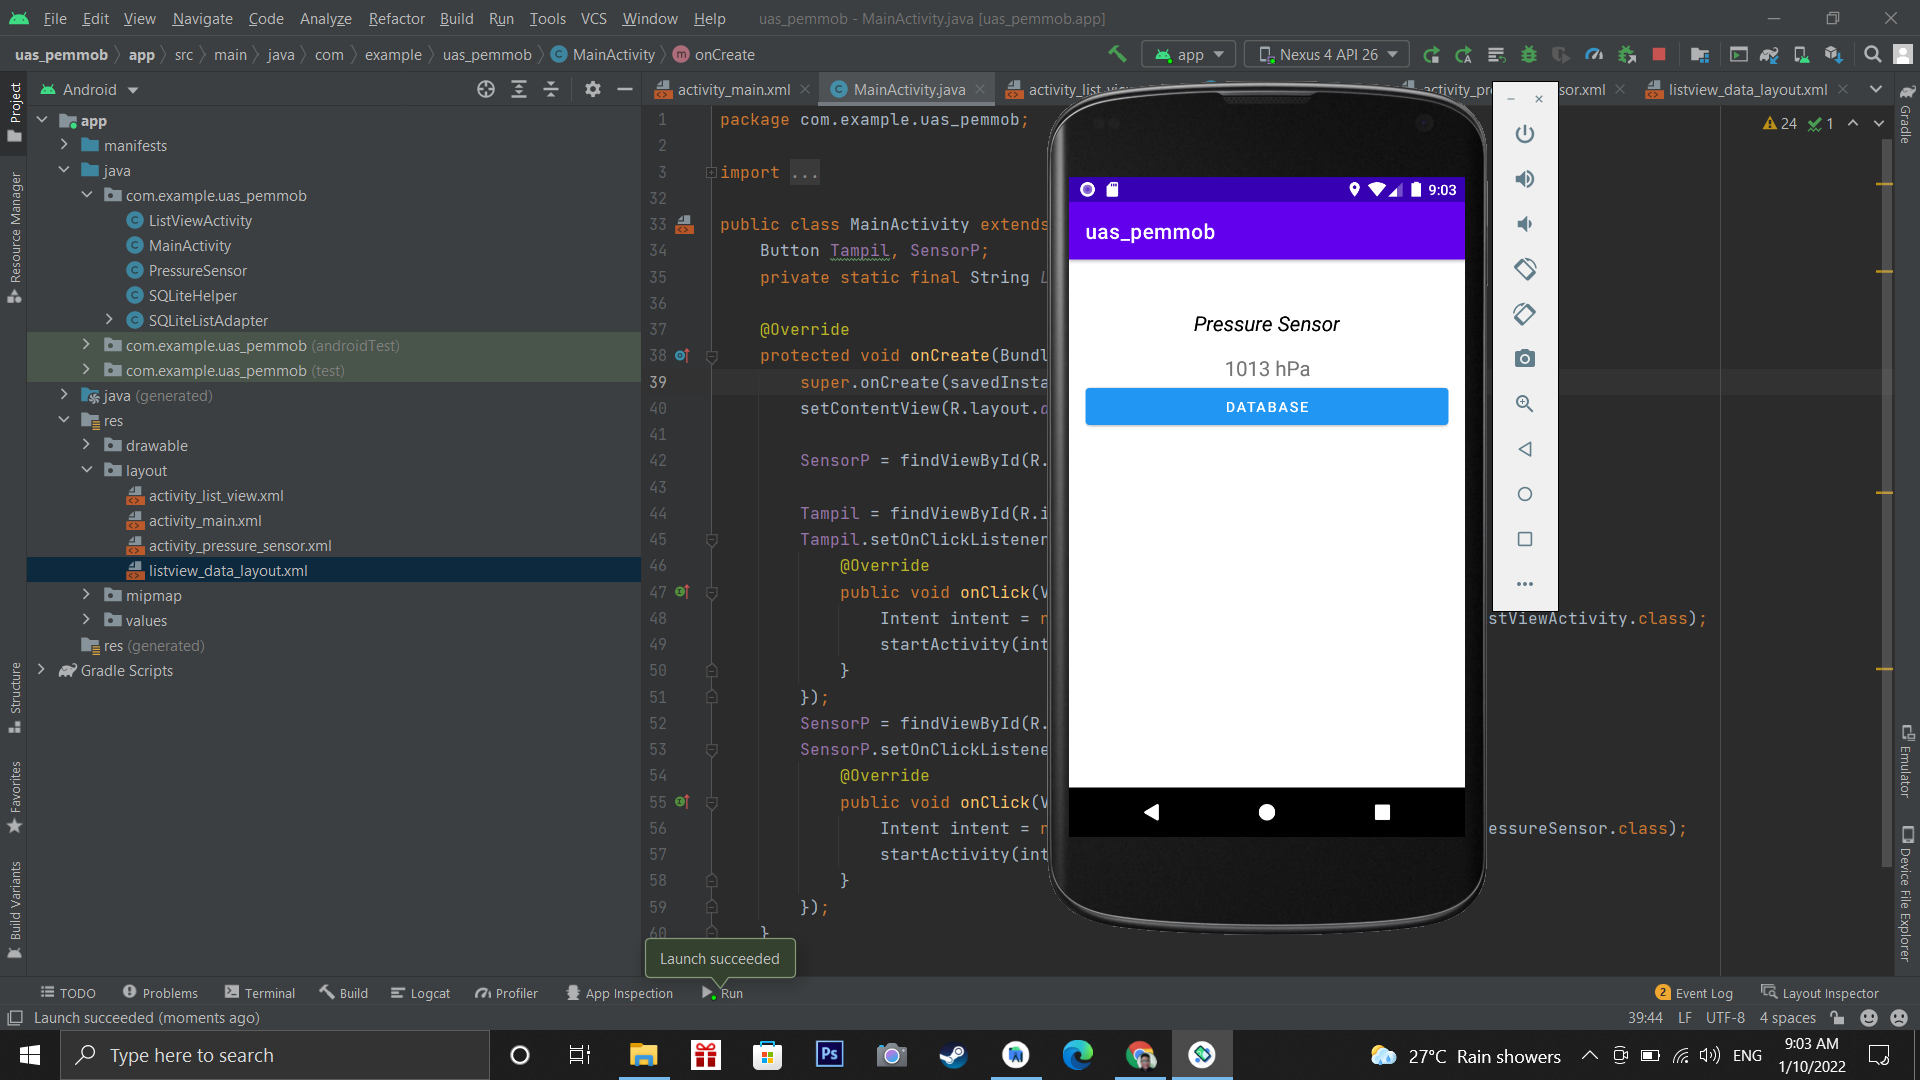 File Edit View Navigate Code Analyze Refactor Build Run Tools VCS Window Help uas_pemmob - MainActivity.java [uas_pemmob.app]
uas_pemmob app src main java com example uas_pemmob MainActivity onCreate app Nexus 4 API 26
Android activity_main.xml MainActivity.java listview_data_layout.xml
Project
Resource Manager
Structure
Favorites
Build Variants
app
manifests
java
com.example.uas_pemmob
ListViewActivity
MainActivity
PressureSensor
SQLiteHelper
SQLiteListAdapter
com.example.uas_pemmob (androidTest)
com.example.uas_pemmob (test)
java (generated)
res
drawable
layout
activity_list_view.xml
activity_main.xml
activity_pressure_sensor.xml
listview_data_layout.xml
mipmap
values
res (generated)
Gradle Scripts
1 package com.example.uas_pemmob;
2
3 import ...
32
33 public class MainActivity extends
34 Button Tampil, SensorP;
35 private static final String
36
37 @Override
38 protected void onCreate(Bundl
39 super.onCreate(savedInsta
40 setContentView(R.layout.
41
42 SensorP = findViewById(R.
43
44 Tampil = findViewById(R.i
45 Tampil.setOnClickListener
46 @Override
47 public void onClick(V
48 Intent intent = n stViewActivity.class);
49 startActivity(int
50 }
51 });
52 SensorP = findViewById(R.
53 SensorP.setOnClickListene
54 @Override
55 public void onClick(V
56 Intent intent = n essureSensor.class);
57 startActivity(int
58 }
59 });
60 }
24 1
9:03
uas_pemmob
Pressure Sensor
1013 hPa
DATABASE
Gradle
Emulator
Device File Explorer
Launch succeeded
TODO Problems Terminal Build Logcat Profiler App Inspection Run 2 Event Log Layout Inspector
Launch succeeded (moments ago) 39:44 LF UTF-8 4 spaces
Type here to search Ps 27°C Rain showers ENG 9:03 AM
1/10/2022